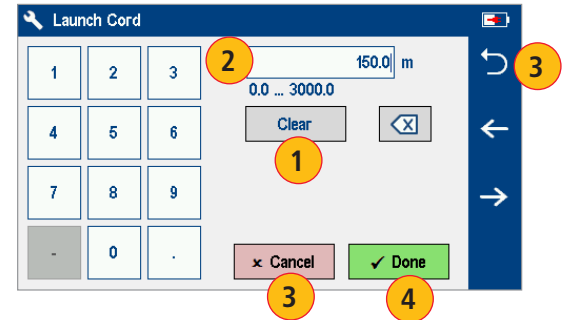 Launch Cord
1 2 3 2 150.0 m 3
0.0 ... 3000.0
4 5 6 Clear
1
7 8 9
- 0 . × Cancel ✓ Done
3 4